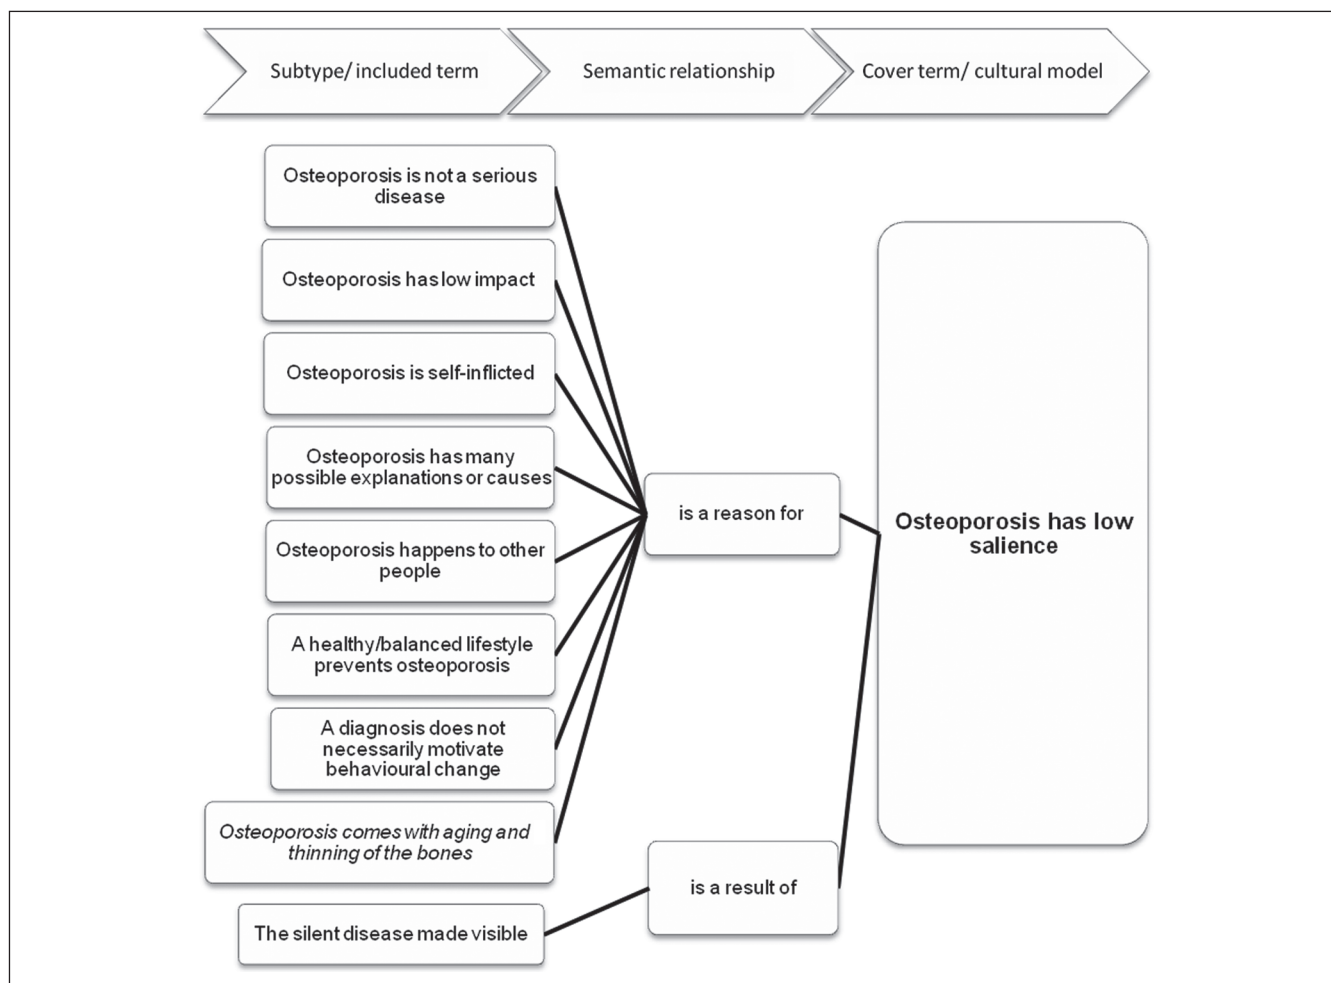 Subtype/ included term
Semantic relationship
Cover term/ cultural model
Osteoporosis is not a serious
disease
Osteoporosis has low impact
Osteoporosis is self-inflicted
Osteoporosis has many
possible explanations or causes
Osteoporosis happens to other
people
A healthy/balanced lifestyle
prevents osteoporosis
A diagnosis does not
necessarily motivate
behavioural change
Osteoporosis comes with aging and
thinning of the bones
The silent disease made visible
is a reason for
is a result of
Osteoporosis has low
salience